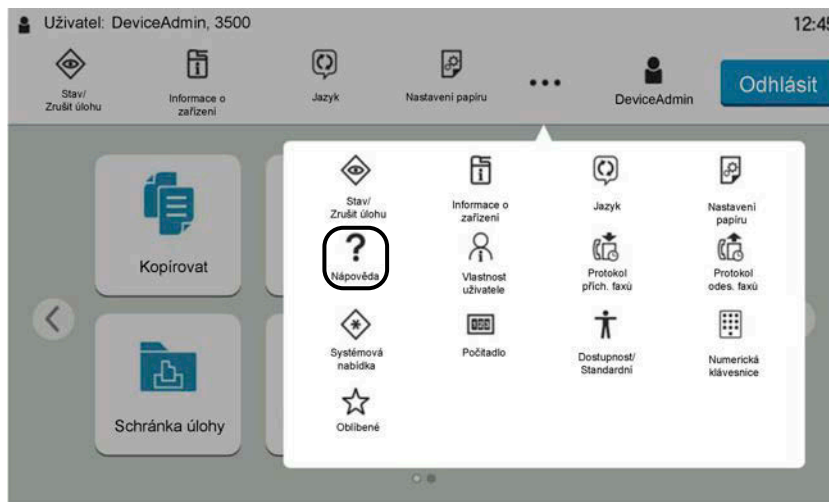 Uživatel: DeviceAdmin, 3500
12:45
Stav/
Zrušit úlohu
Informace o
zařízení
Jazyk
Nastavení papíru
DeviceAdmin
Odhlásit
Kopírovat
Schránka úlohy
Stav/
Zrušit úlohu
Informace o
zařízení
Jazyk
Nastavení
papíru
Nápověda
Vlastnost
uživatele
Protokol
přích. faxů
Protokol
odes. faxů
Systémová
nabídka
Počitadlo
Dostupnost/
Standardní
Numerická
klávesnice
Oblíbené